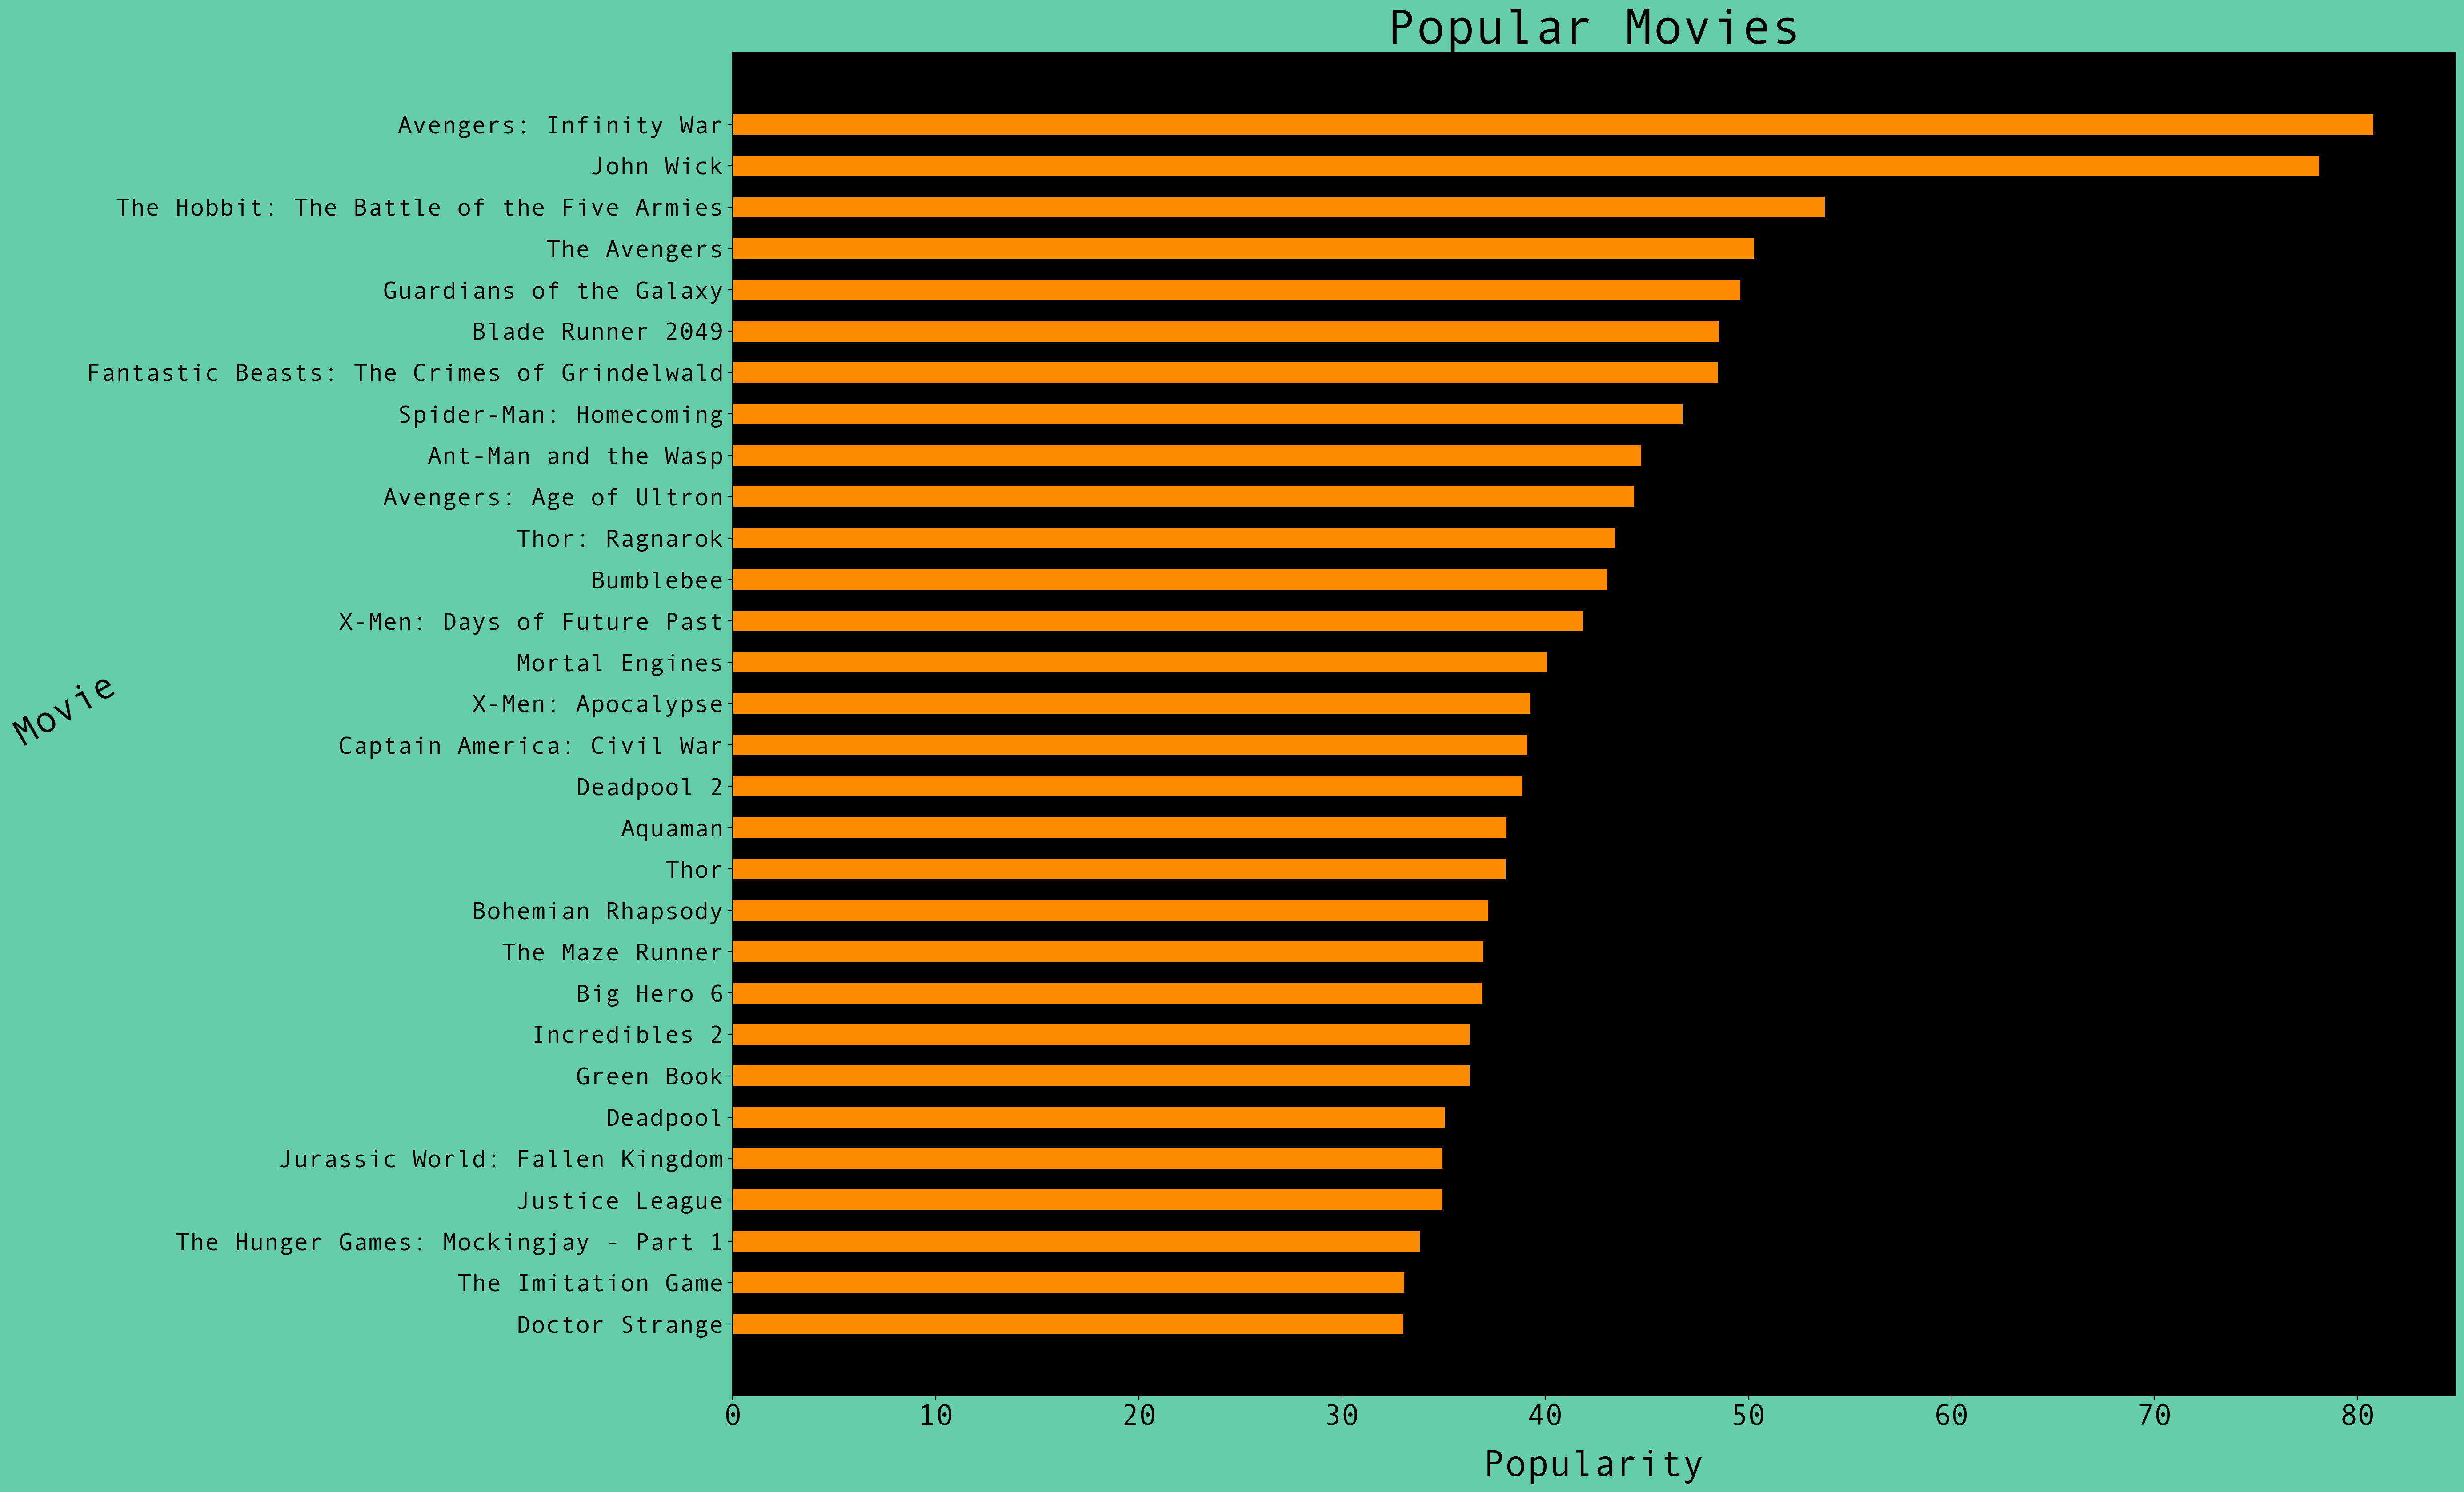 Popular Movies
Avengers: Infinity War
John Wick
The Hobbit: The Battle of the Five Armies
The Avengers
Guardians of the Galaxy
Blade Runner 2049
Fantastic Beasts: The Crimes of Grindelwald
Spider-Man: Homecoming
Ant-Man and the Wasp
Avengers: Age of Ultron
Thor: Ragnarok
Bumblebee
X-Men: Days of Future Past
Mortal Engines
X-Men: Apocalypse
Captain America: Civil War
Deadpool 2
Aquaman
Thor
Bohemian Rhapsody
The Maze Runner
Big Hero 6
Incredibles 2
Green Book
Deadpool
Jurassic World: Fallen Kingdom
Justice League
The Hunger Games: Mockingjay - Part 1
The Imitation Game
Doctor Strange
Movie
0 10 20 30 40 50 60 70 80
Popularity